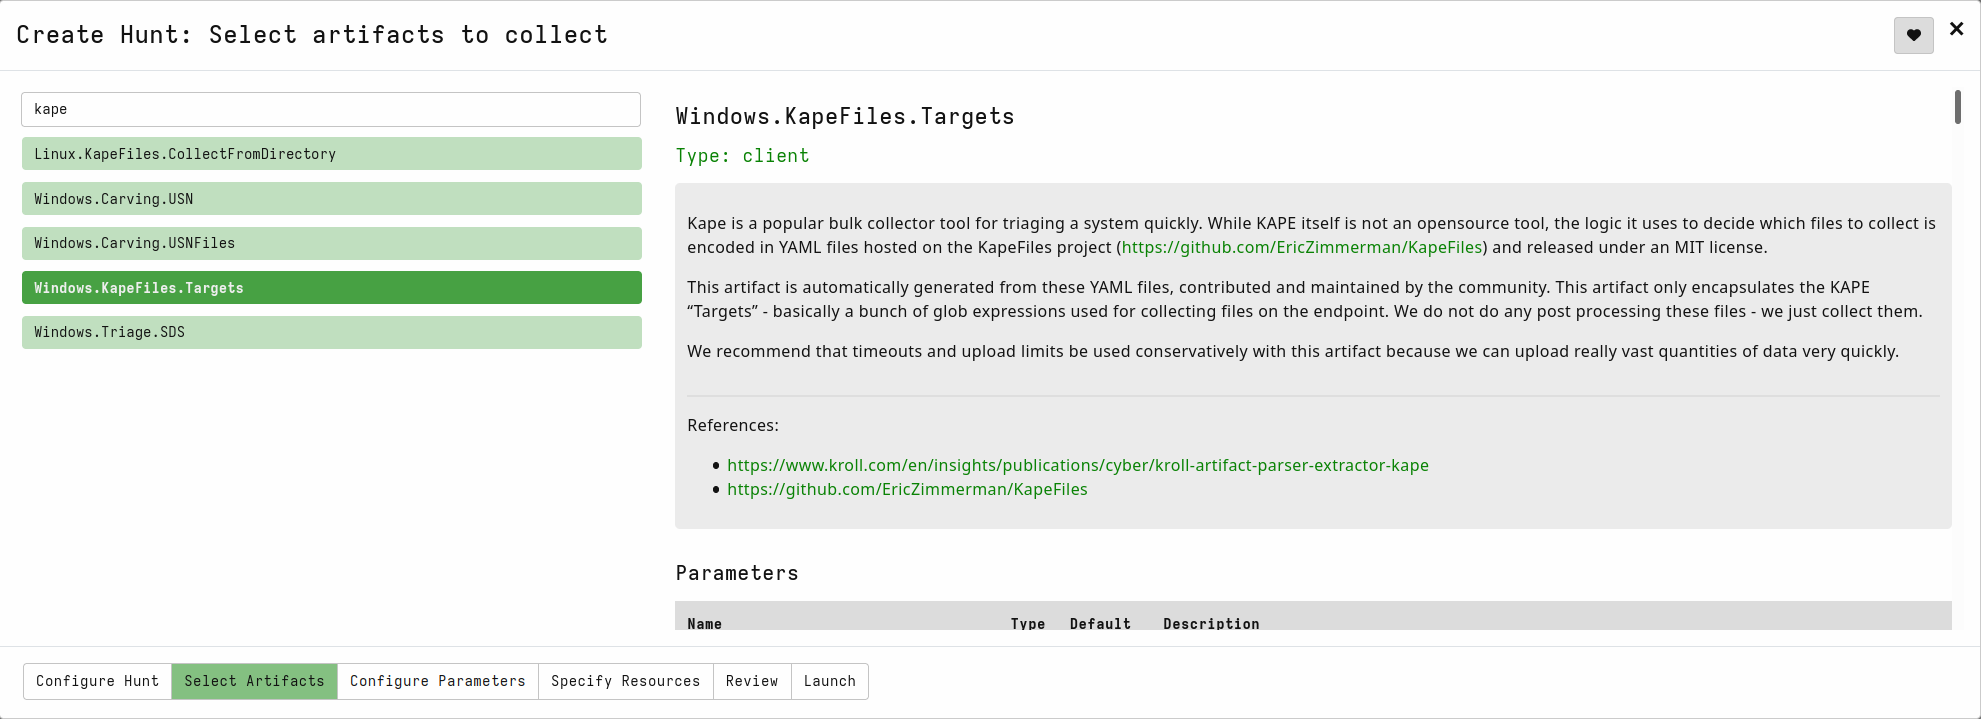 Create Hunt: Select artifacts to collect
kape
Linux.KapeFiles.CollectFromDirectory
Windows.Carving.USN
Windows.Carving.USNFiles
Windows.KapeFiles.Targets
Windows.Triage.SDS
Windows.KapeFiles.Targets
Type: client
Kape is a popular bulk collector tool for triaging a system quickly. While KAPE itself is not an opensource tool, the logic it uses to decide which files to collect is
encoded in YAML files hosted on the KapeFiles project (https://github.com/EricZimmerman/KapeFiles) and released under an MIT license.
This artifact is automatically generated from these YAML files, contributed and maintained by the community. This artifact only encapsulates the KAPE
“Targets” - basically a bunch of glob expressions used for collecting files on the endpoint. We do not do any post processing these files - we just collect them.
We recommend that timeouts and upload limits be used conservatively with this artifact because we can upload really vast quantities of data very quickly.
References:
https://www.kroll.com/en/insights/publications/cyber/kroll-artifact-parser-extractor-kape
https://github.com/EricZimmerman/KapeFiles
Parameters
Name Type Default Description
Configure Hunt Select Artifacts Configure Parameters Specify Resources Review Launch